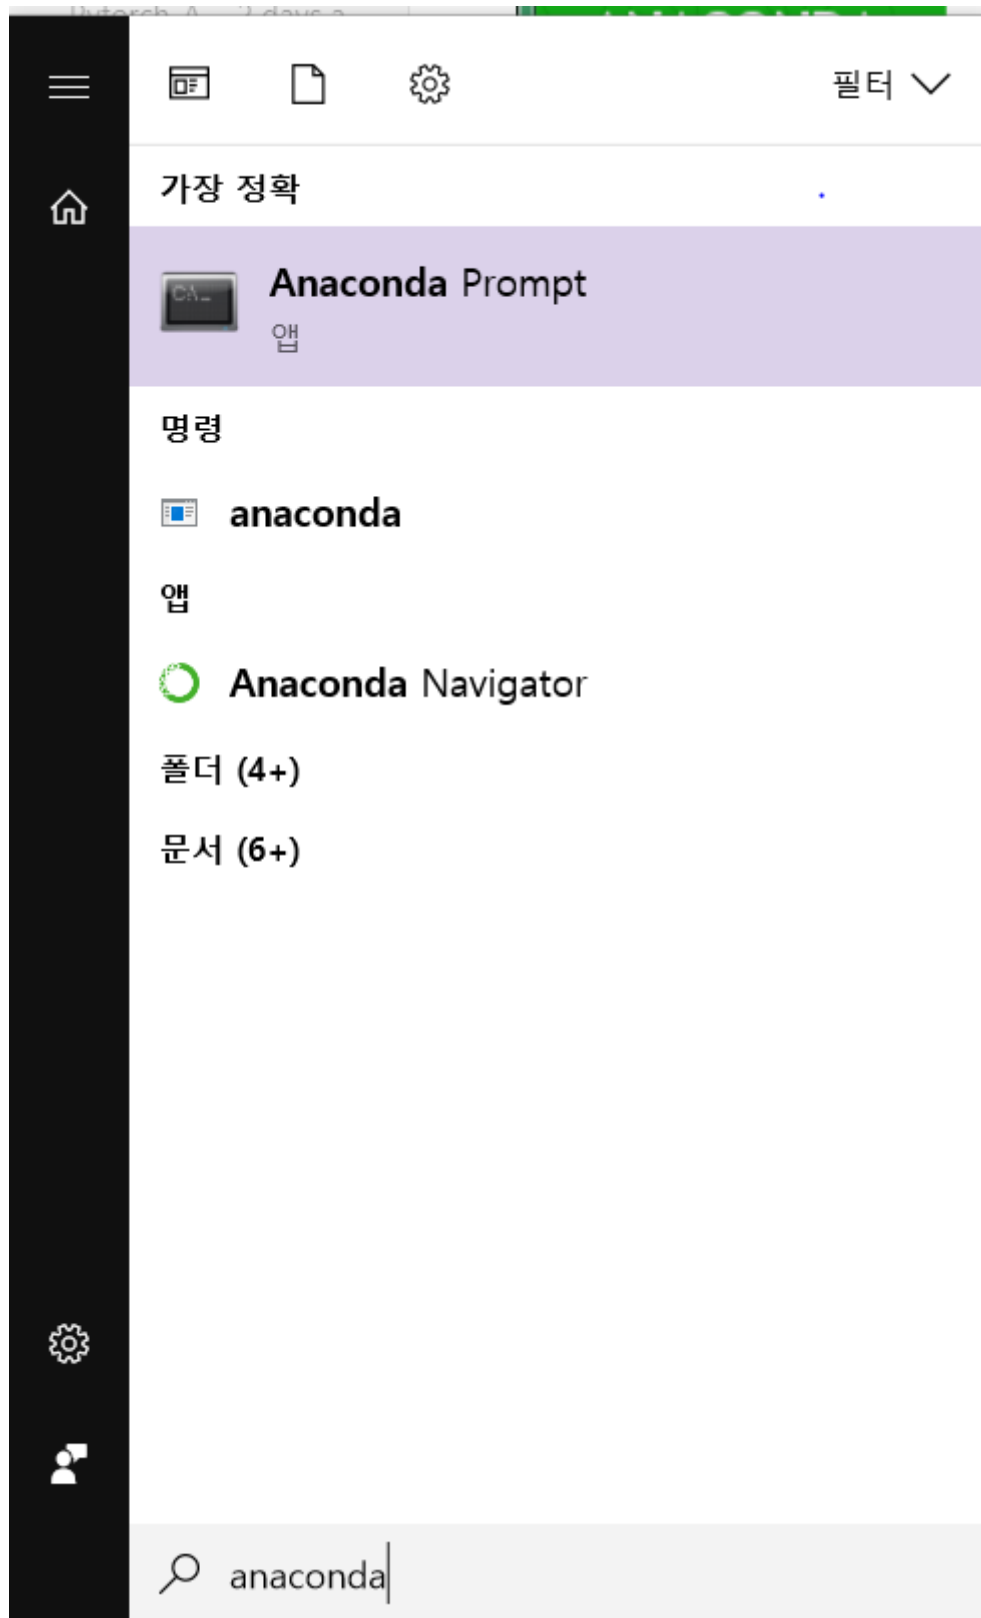 필터
가장 정확
Anaconda Prompt
앱
명령
anaconda
앱
Anaconda Navigator
폴더 (4+)
문서 (6+)
anaconda